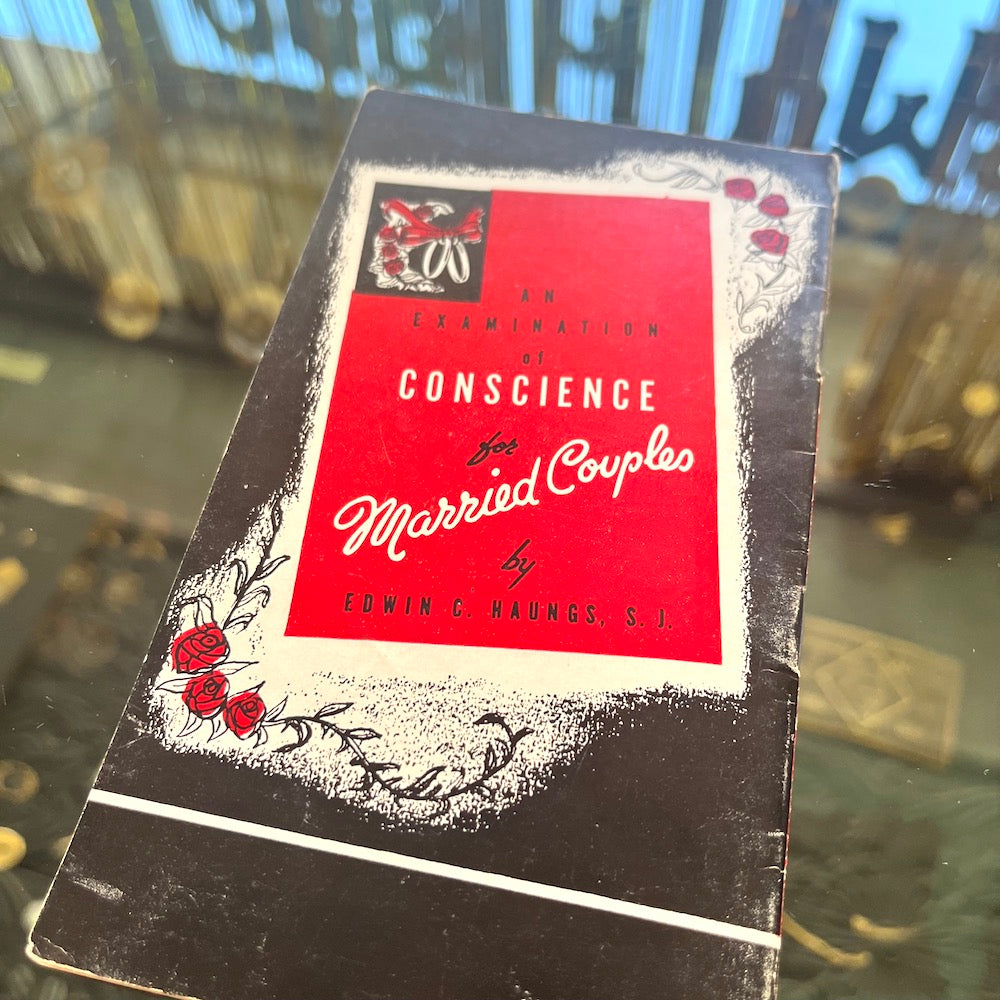 AN
EXAMINATION
of
CONSCIENCE
for
Married Couples
by
EDWIN C. HAUNGS, S. J.